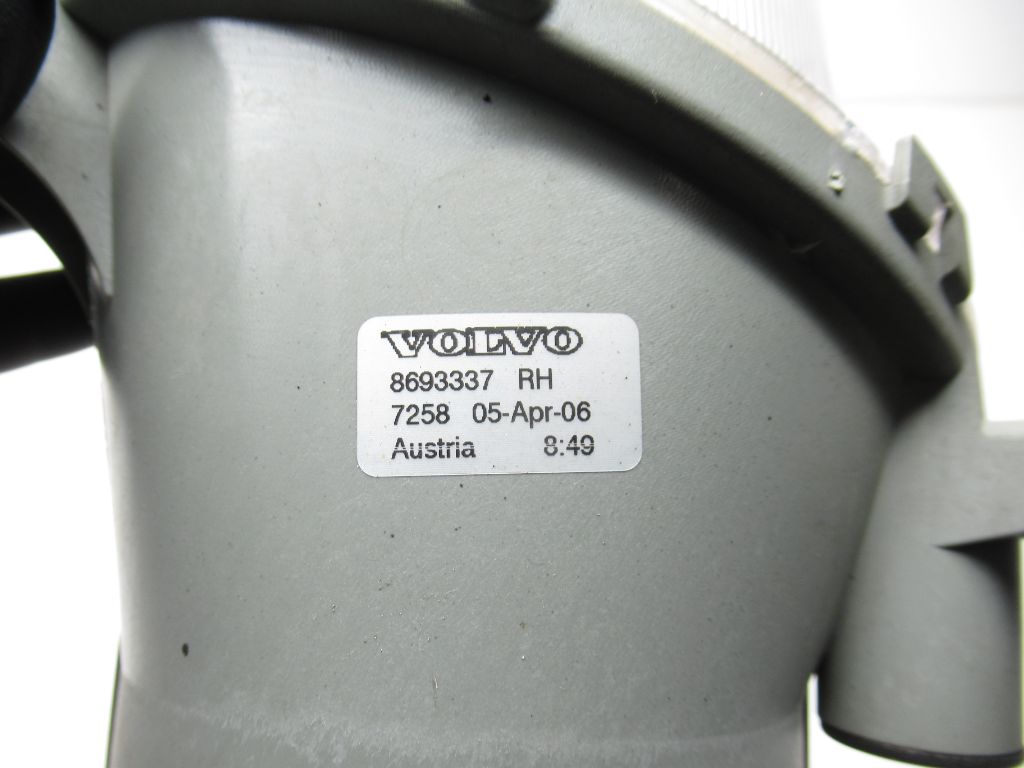 VOLVO
8693337 RH
7258 05-Apr-06
Austria 8:49